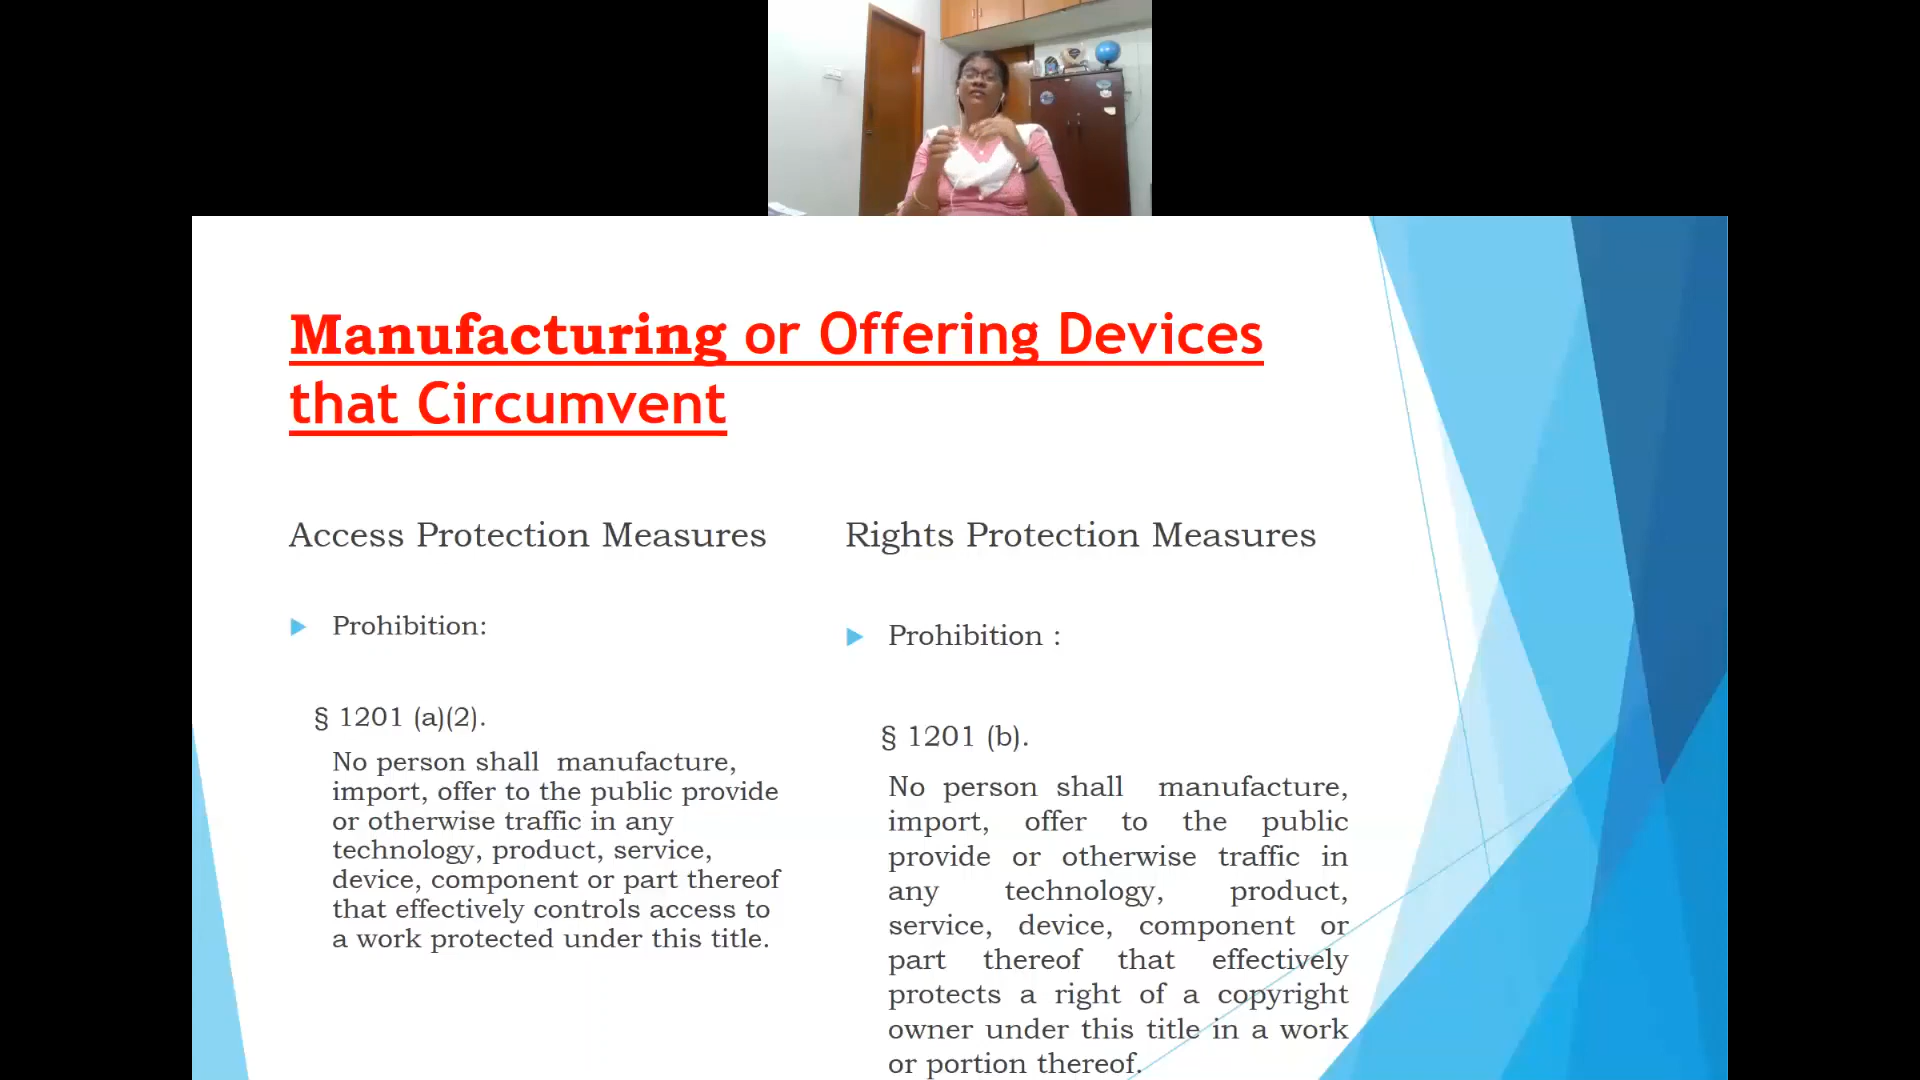 Manufacturing or Offering Devices
that Circumvent
Access Protection Measures
Prohibition:
§ 1201 (a)(2).
No person shall manufacture,
import, offer to the public provide
or otherwise traffic in any
technology, product, service,
device, component or part thereof
that effectively controls access to
a work protected under this title.
Rights Protection Measures
Prohibition :
§ 1201 (b).
No person shall manufacture,
import, offer to the public
provide or otherwise traffic in
any technology, product,
service, device, component or
part thereof that effectively
protects a right of a copyright
owner under this title in a work
or portion thereof.